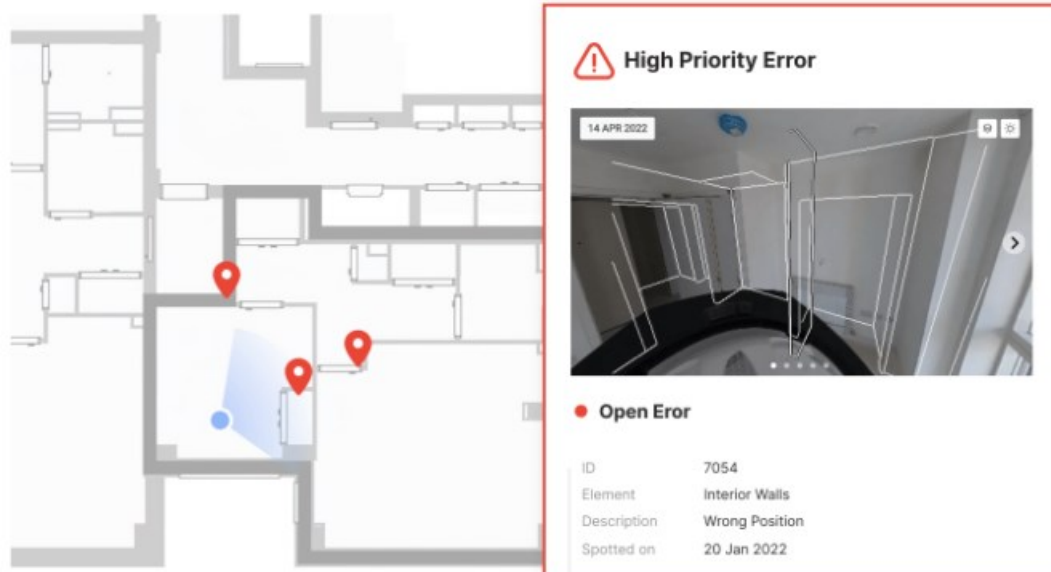 High Priority Error
14 APR 2022
Open Eror
ID 7054
Element Interior Walls
Description Wrong Position
Spotted on 20 Jan 2022